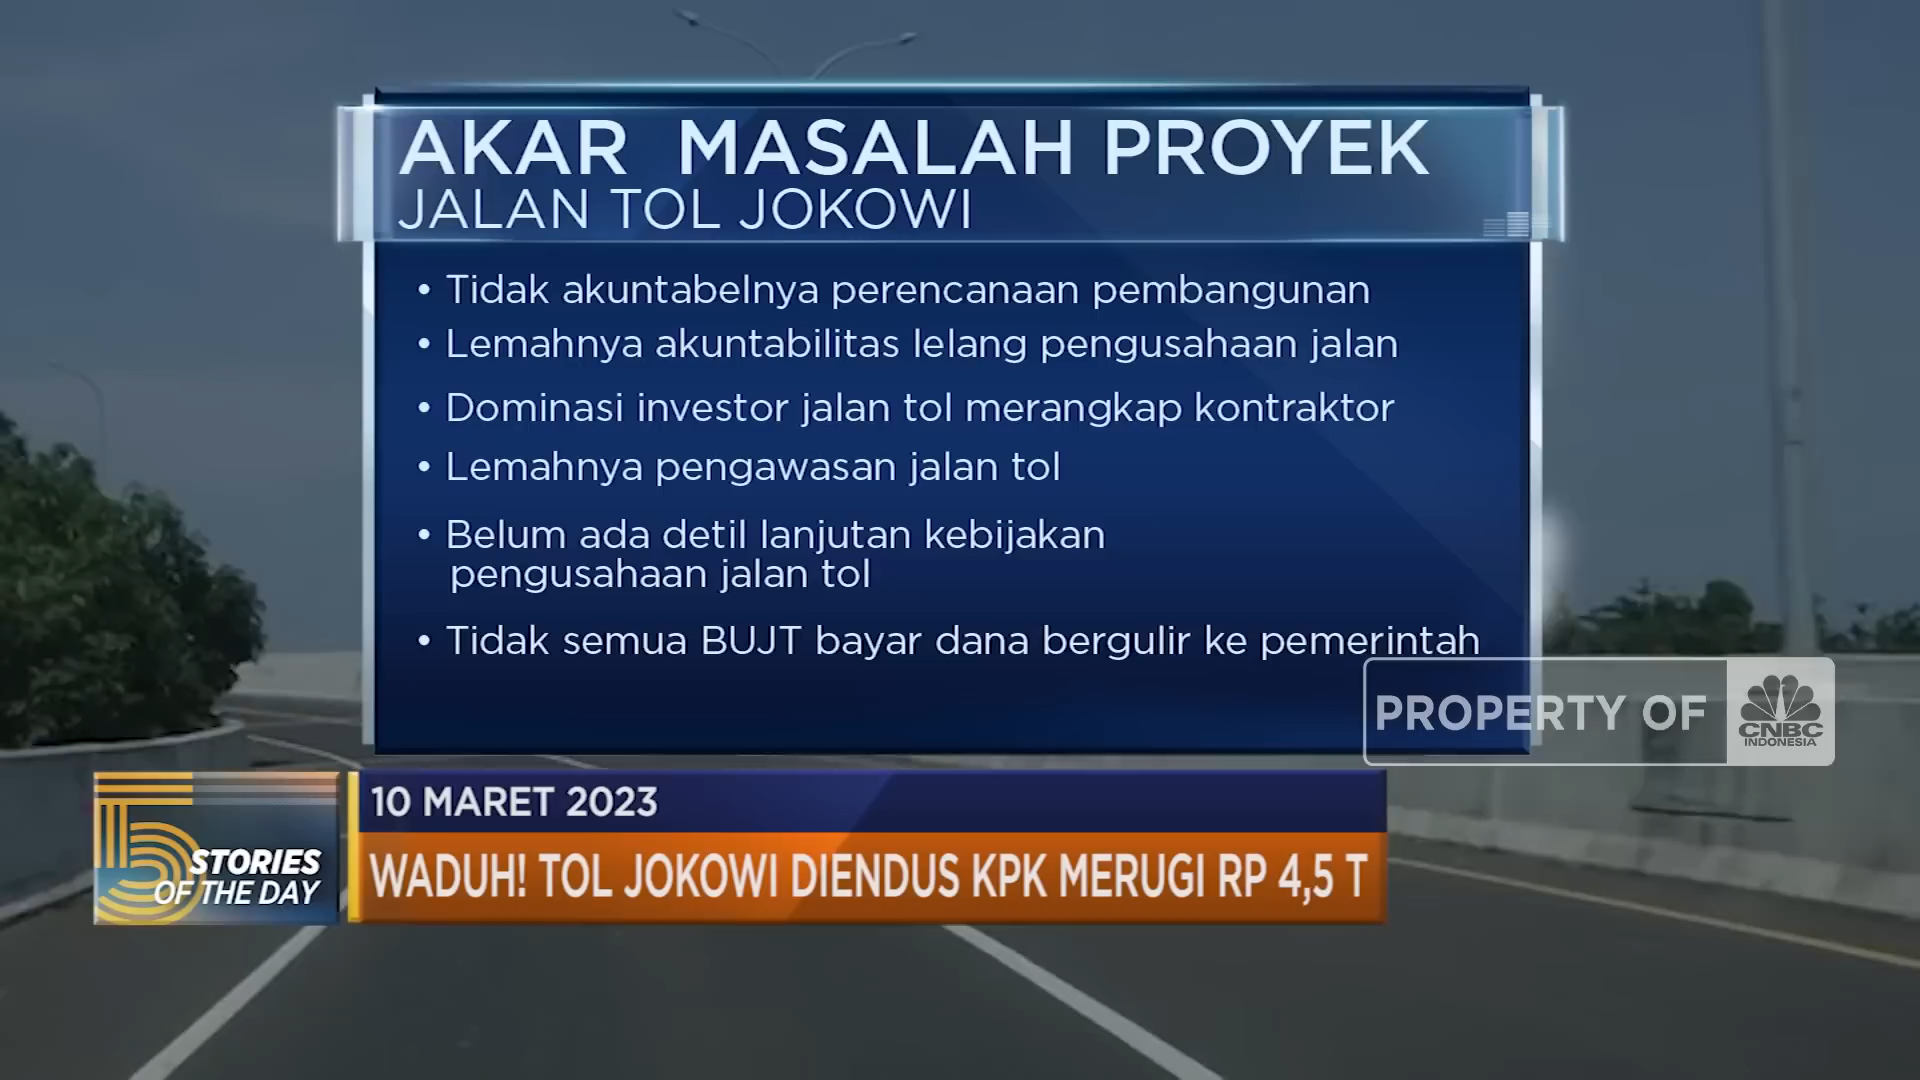 AKAR MASALAH PROYEK
JALAN TOL JOKOWI
• Tidak akuntabelnya perencanaan pembangunan
• Lemahnya akuntabilitas lelang pengusahaan jalan
• Dominasi investor jalan tol merangkap kontraktor
• Lemahnya pengawasan jalan tol
• Belum ada detil lanjutan kebijakan
pengusahaan jalan tol
• Tidak semua BUJT bayar dana bergulir ke pemerintah
PROPERTY OF
CNBC
INDONESIA
10 MARET 2023
5 STORIES
OF THE DAY
WADUH! TOL JOKOWI DIENDUS KPK MERUGI RP 4,5 T